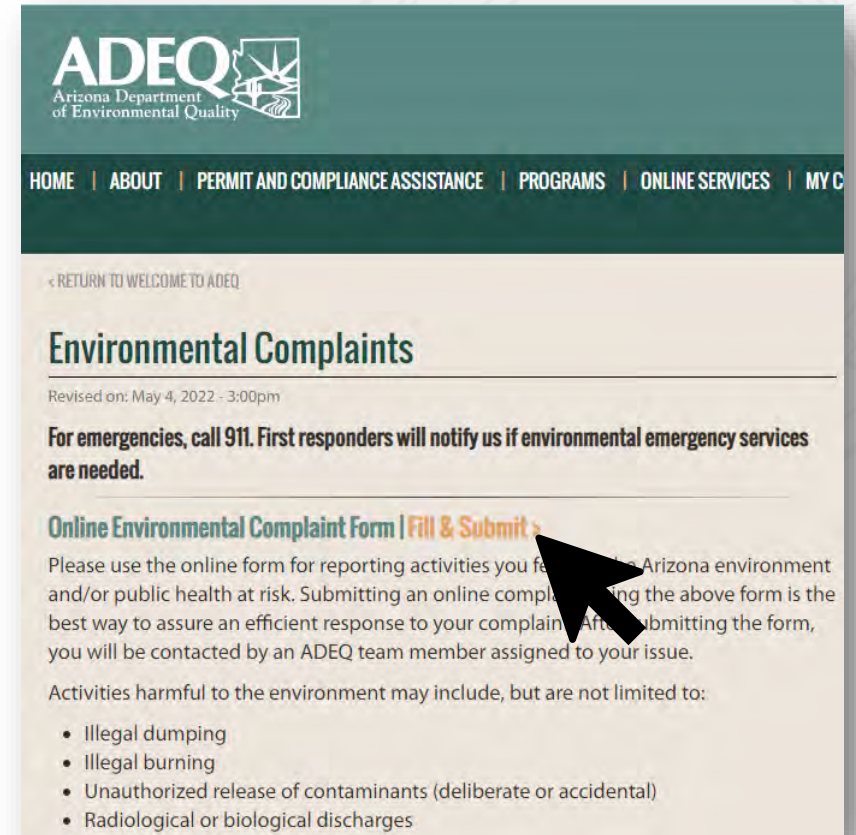 ADEQ
Arizona Department
of Environmental Quality
HOME | ABOUT | PERMIT AND COMPLIANCE ASSISTANCE | PROGRAMS | ONLINE SERVICES | MY
< RETURN TO WELCOME TO ADEQ
Environmental Complaints
Revised on: May 4, 2022 - 3:00pm
For emergencies, call 911. First responders will notify us if environmental emergency services
are needed.
Online Environmental Complaint Form | Fill & Submit >
Please use the online form for reporting activities you Arizona environment
and/or public health at risk. Submitting an online the above form is the
best way to assure an efficient response to your submitting the form,
you will be contacted by an ADEQ team member assigned to your issue.
Activities harmful to the environment may include, but are not limited to:
• Illegal dumping
• Illegal burning
• Unauthorized release of contaminants (deliberate or accidental)
• Radiological or biological discharges